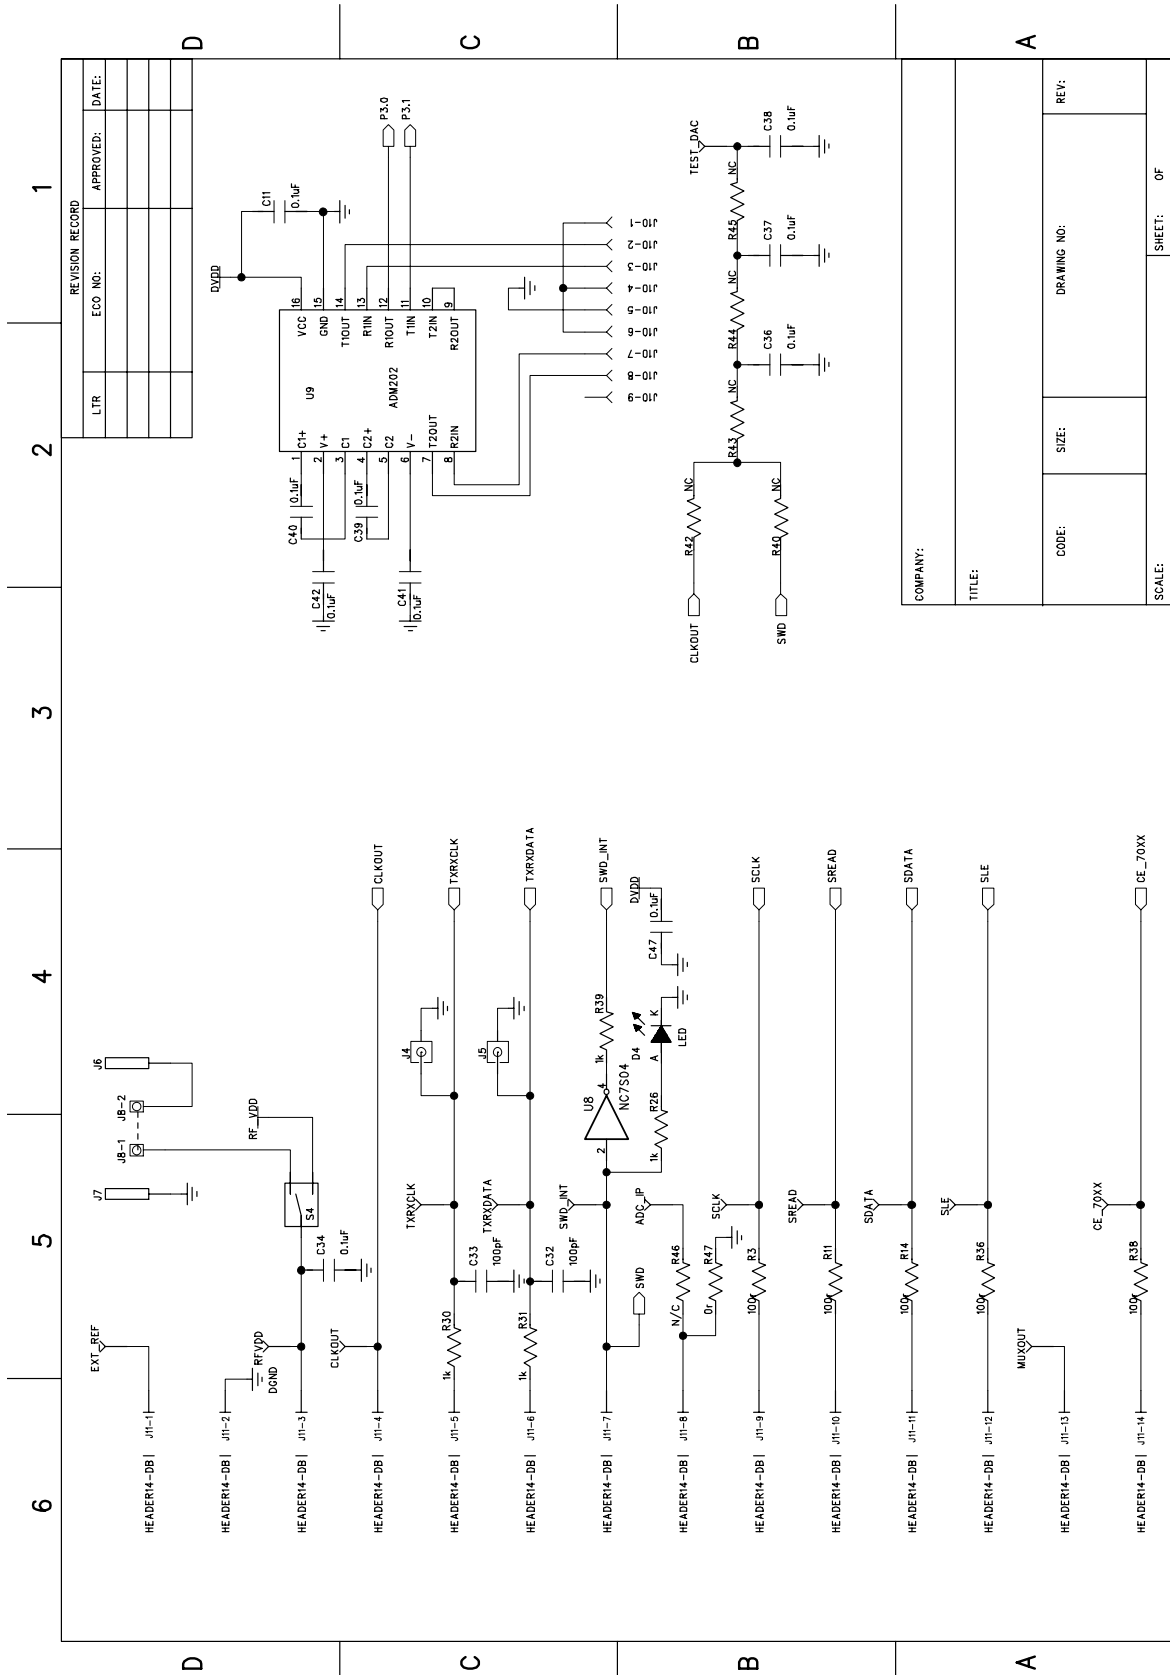 6
5
4
3
2
1
D
C
B
A
D
C
B
A
REVISION RECORD
LTR
ECO NO:
APPROVED:
DATE:
COMPANY:
TITLE:
CODE:
SIZE:
DRAWING NO:
REV:
SCALE:
SHEET:
OF
HEADER14-DB
J11-1
EXT_REF
J7
J8-1
J8-2
J6
HEADER14-DB
J11-2
DGND
HEADER14-DB
J11-3
RFVDD
C34
0.1uF
S4
RF_VDD
HEADER14-DB
J11-4
CLKOUT
CLKOUT
HEADER14-DB
J11-5
1k
R30
C33
100pF
TXRXCLK
J4
TXRXCLK
HEADER14-DB
J11-6
1k
R31
C32
100pF
TXRXDATA
J5
TXRXDATA
HEADER14-DB
J11-7
SWD
SWD_INT
2
U8
4
NC7S04
1k
R39
SWD_INT
1k
R26
D4
A
K
LED
C47
0.1uF
DVDD
HEADER14-DB
J11-8
N/C
R46
ADC_IP
0r
R47
HEADER14-DB
J11-9
100r
R3
SCLK
SCLK
HEADER14-DB
J11-10
100r
R11
SREAD
SREAD
HEADER14-DB
J11-11
100r
R14
SDATA
SDATA
HEADER14-DB
J11-12
100r
R36
SLE
SLE
HEADER14-DB
J11-13
MUXOUT
HEADER14-DB
J11-14
100r
R38
CE_70XX
CE_70XX
DVDD
C11
0.1uF
C40
0.1uF
C42
0.1uF
C39
0.1uF
C41
0.1uF
U9
ADM202
1
C1+
2
V+
3
C1
4
C2+
5
C2
6
V-
7
T2OUT
8
R2IN
VCC
16
GND
15
T1OUT
14
R1IN
13
R1OUT
12
T1IN
11
T2IN
10
R2OUT
9
P3.0
P3.1
J10-1
J10-2
J10-3
J10-4
J10-5
J10-6
J10-7
J10-8
J10-9
CLKOUT
R42
NC
SWD
R40
NC
R43
NC
C36
0.1uF
R44
NC
C37
0.1uF
R45
NC
TEST_DAC
C38
0.1uF